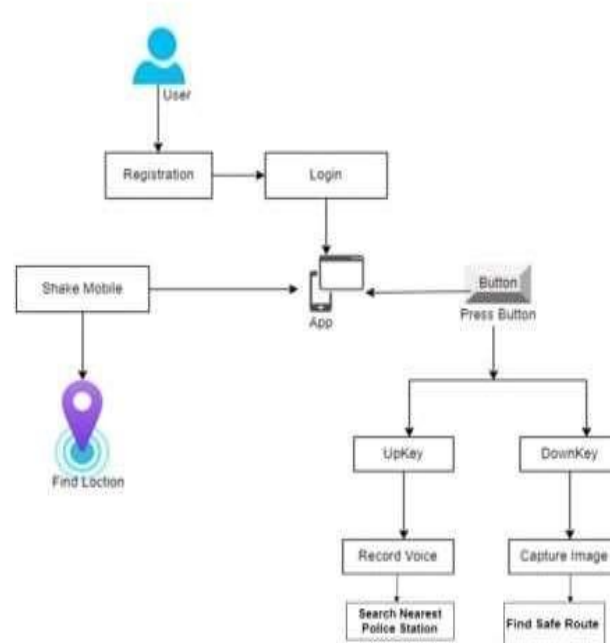 User
Registration
Login
Shake Mobile
App
Button
Press Button
Find Loction
UpKey
DownKey
Record Voice
Capture Image
Search Nearest
Police Station
Find Safe Route